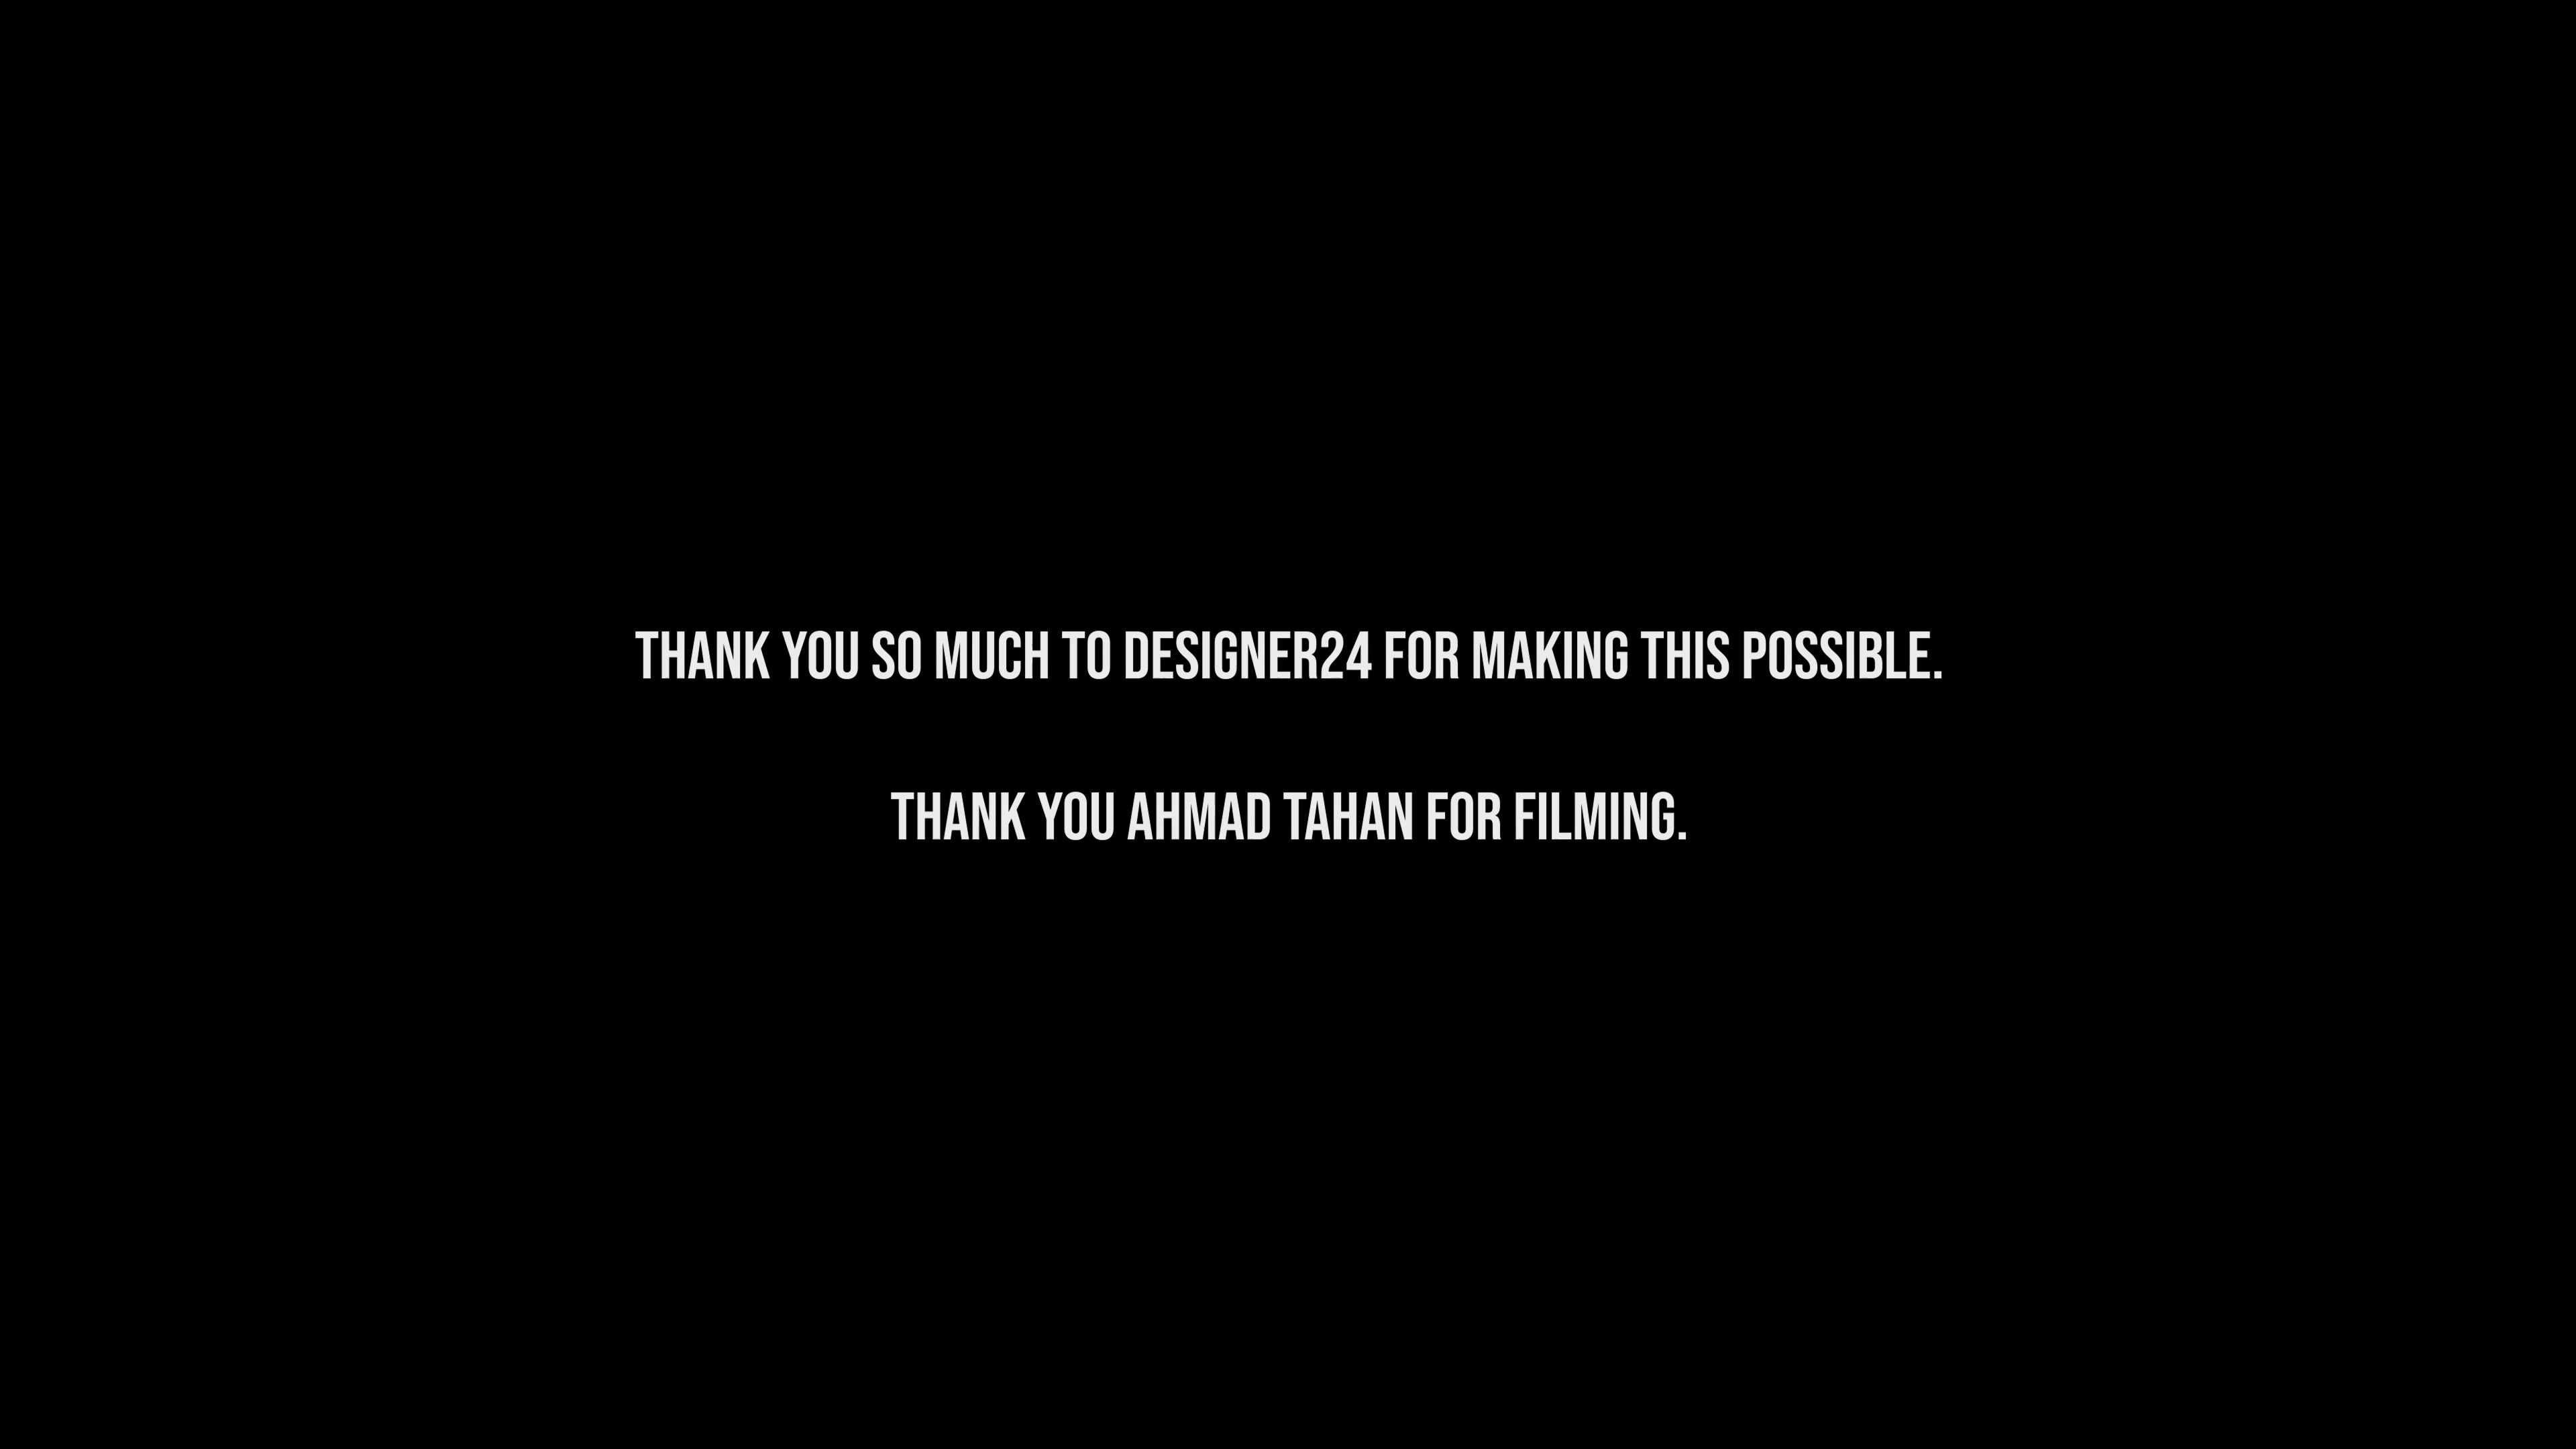 THANK YOU SO MUCH TO DESIGNER24 FOR MAKING THIS POSSIBLE.
THANK YOU AHMAD TAHAN FOR FILMING.